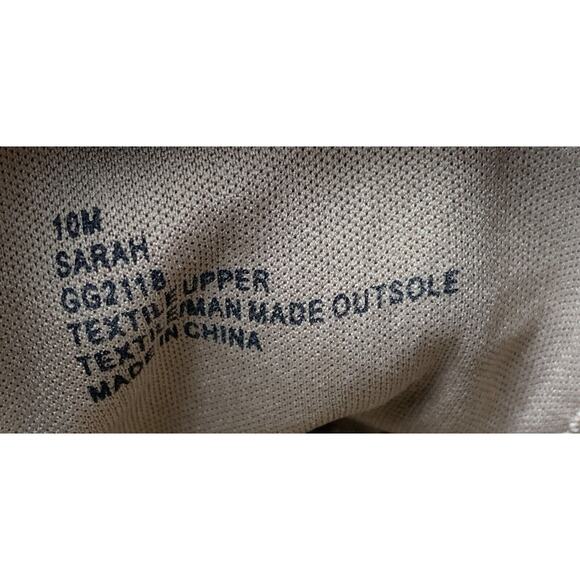 10M
SARAH
GG2118
TEXTILE UPPER
TEXTILE/MAN MADE OUTSOLE
MADE IN CHINA